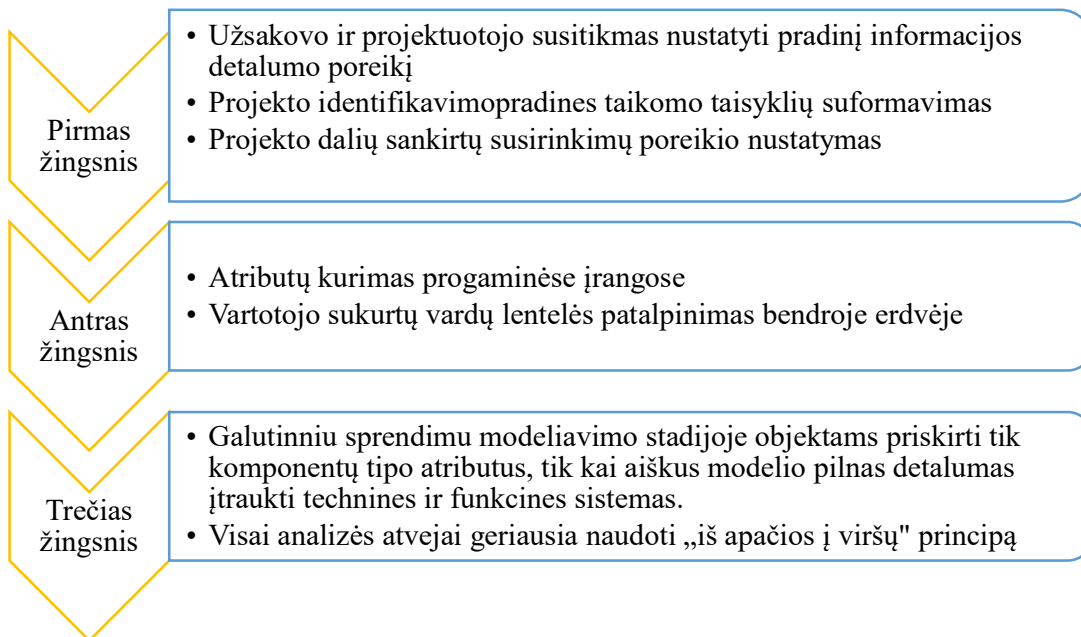 Pirmas
žingsnis
• Užsakovo ir projektuotojo susitikmas nustatyti pradinį informacijos
detalumo poreikį
• Projekto identifikavimopradines taikomo taisyklių suformavimas
• Projekto dalių sankirtų susirinkimų poreikio nustatymas
Antras
žingsnis
• Atributų kurimas progaminėse įrangose
• Vartotojo sukurtų vardų lentelės patalpinimas bendroje erdvėje
Trečias
žingsnis
• Galutinniu sprendimu modeliavimo stadijoje objektams priskirti tik
komponentų tipo atributus, tik kai aiškus modelio pilnas detalumas
įtraukti technines ir funkcines sistemas.
• Visai analizės atvejai geriausia naudoti „iš apačios į viršų" principą